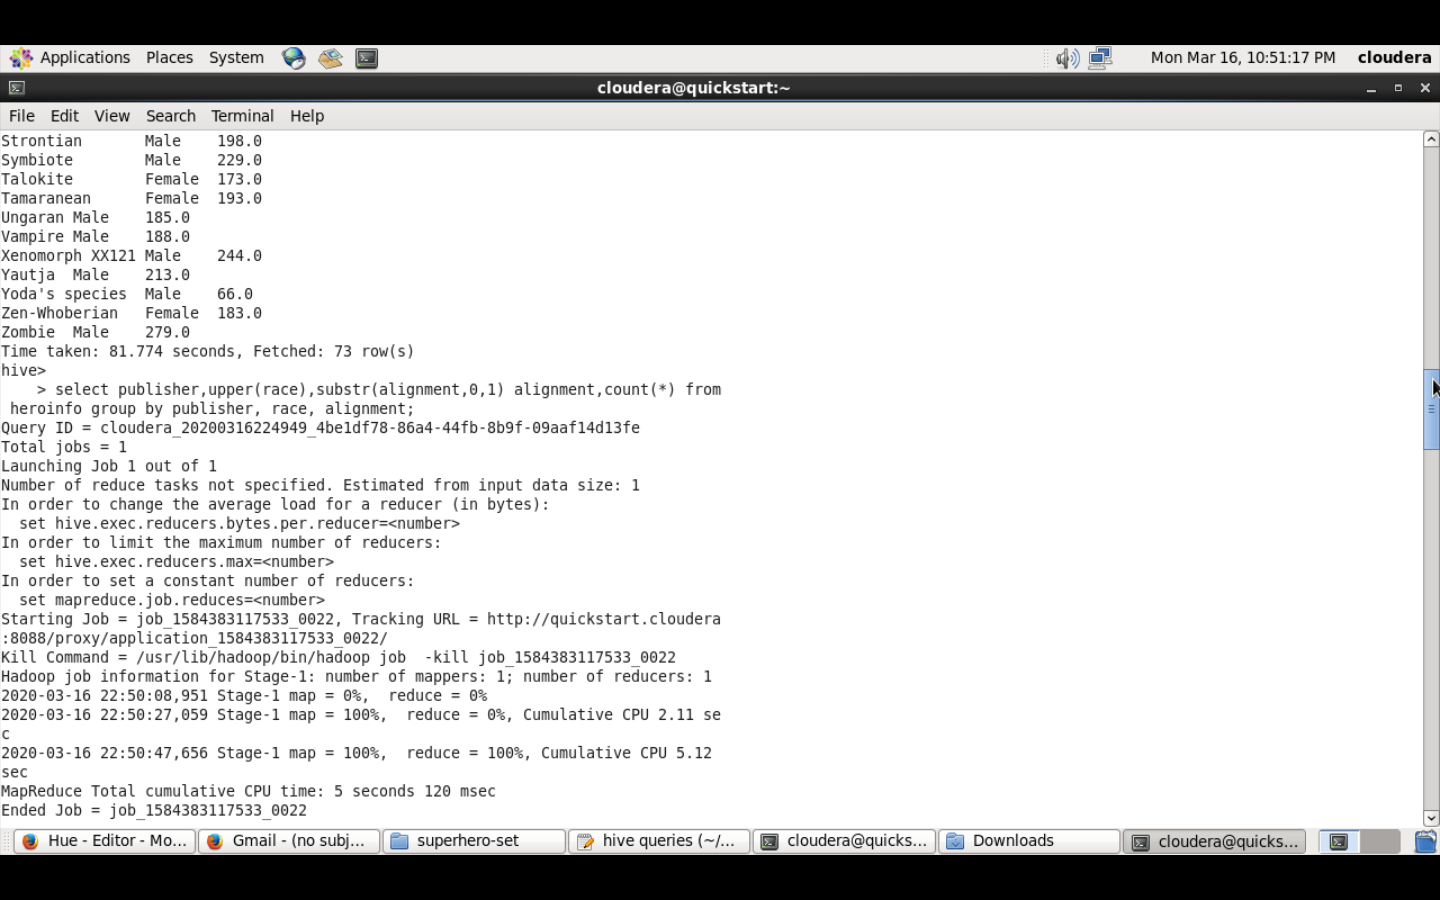 Applications Places System Mon Mar 16, 10:51:17 PM cloudera
cloudera@quickstart:~
File Edit View Search Terminal Help
Strontian Male 198.0
Symbiote Male 229.0
Talokite Female 173.0
Tamaranean Female 193.0
Ungaran Male 185.0
Vampire Male 188.0
Xenomorph XX121 Male 244.0
Yautja Male 213.0
Yoda's species Male 66.0
Zen-Whoberian Female 183.0
Zombie Male 279.0
Time taken: 81.774 seconds, Fetched: 73 row(s)
hive>
> select publisher,upper(race),substr(alignment,0,1) alignment,count(*) from
heroinfo group by publisher, race, alignment;
Query ID = cloudera_20200316224949_4be1df78-86a4-44fb-8b9f-09aaf14d13fe
Total jobs = 1
Launching Job 1 out of 1
Number of reduce tasks not specified. Estimated from input data size: 1
In order to change the average load for a reducer (in bytes):
set hive.exec.reducers.bytes.per.reducer=<number>
In order to limit the maximum number of reducers:
set hive.exec.reducers.max=<number>
In order to set a constant number of reducers:
set mapreduce.job.reduces=<number>
Starting Job = job_1584383117533_0022, Tracking URL = http://quickstart.cloudera
:8088/proxy/application_1584383117533_0022/
Kill Command = /usr/lib/hadoop/bin/hadoop job -kill job_1584383117533_0022
Hadoop job information for Stage-1: number of mappers: 1; number of reducers: 1
2020-03-16 22:50:08,951 Stage-1 map = 0%, reduce = 0%
2020-03-16 22:50:27,059 Stage-1 map = 100%, reduce = 0%, Cumulative CPU 2.11 se
c
2020-03-16 22:50:47,656 Stage-1 map = 100%, reduce = 100%, Cumulative CPU 5.12
sec
MapReduce Total cumulative CPU time: 5 seconds 120 msec
Ended Job = job_1584383117533_0022
Hue - Editor - Mo... Gmail - (no subj... superhero-set hive queries (~/... cloudera@quicks... Downloads cloudera@quicks...